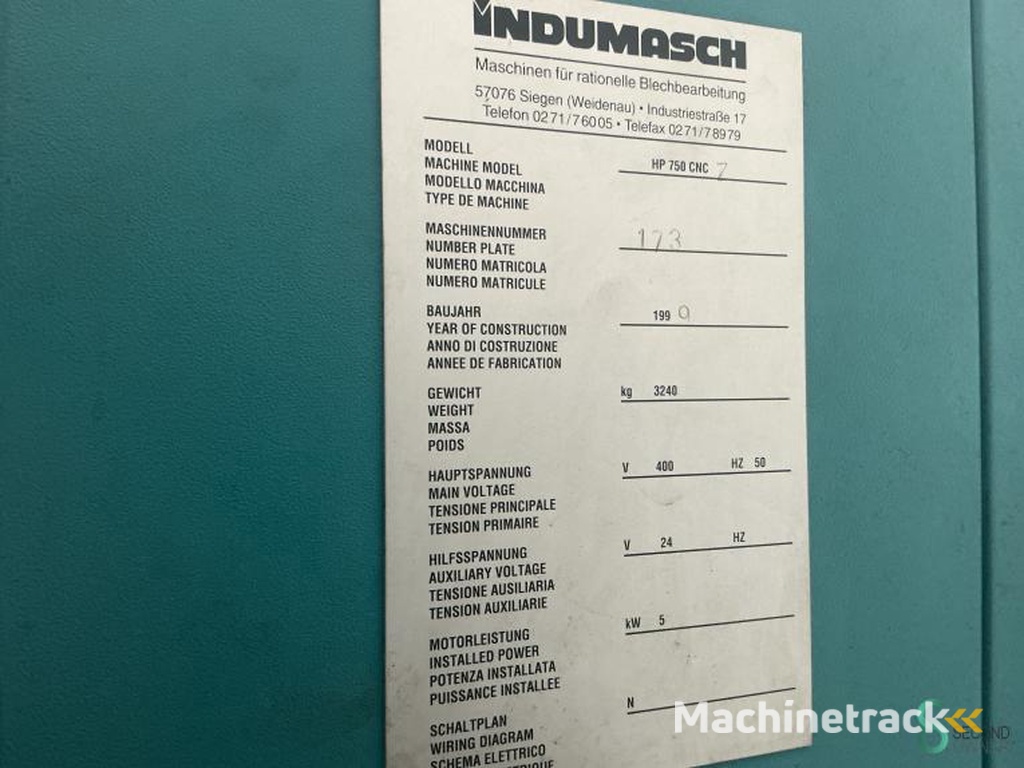 INDUMASCH
Maschinen für rationelle Blechbearbeitung
57076 Siegen (Weidenau) • Industriestraße 17
Telefon 0271/76005 • Telefax 0271/78979
MODELL
MACHINE MODEL HP 750 CNC Z
MODELLO MACCHINA
TYPE DE MACHINE
MASCHINENNUMMER
NUMBER PLATE 173
NUMERO MATRICOLA
NUMERO MATRICULE
BAUJAHR 1999
YEAR OF CONSTRUCTION
ANNO DI COSTRUZIONE
ANNEE DE FABRICATION
GEWICHT kg 3240
WEIGHT
MASSA
POIDS
HAUPTSPANNUNG V 400 HZ 50
MAIN VOLTAGE
TENSIONE PRINCIPALE
TENSION PRIMAIRE
HILFSSPANNUNG V 24 HZ
AUXILIARY VOLTAGE
TENSIONE AUSILIARIA
TENSION AUXILIARIE
MOTORLEISTUNG kW 5
INSTALLED POWER
POTENZA INSTALLATA
PUISSANCE INSTALLEE
SCHALTPLAN N
WIRING DIAGRAM
SCHEMA ELETTRICO
Machinetrack
SECOND